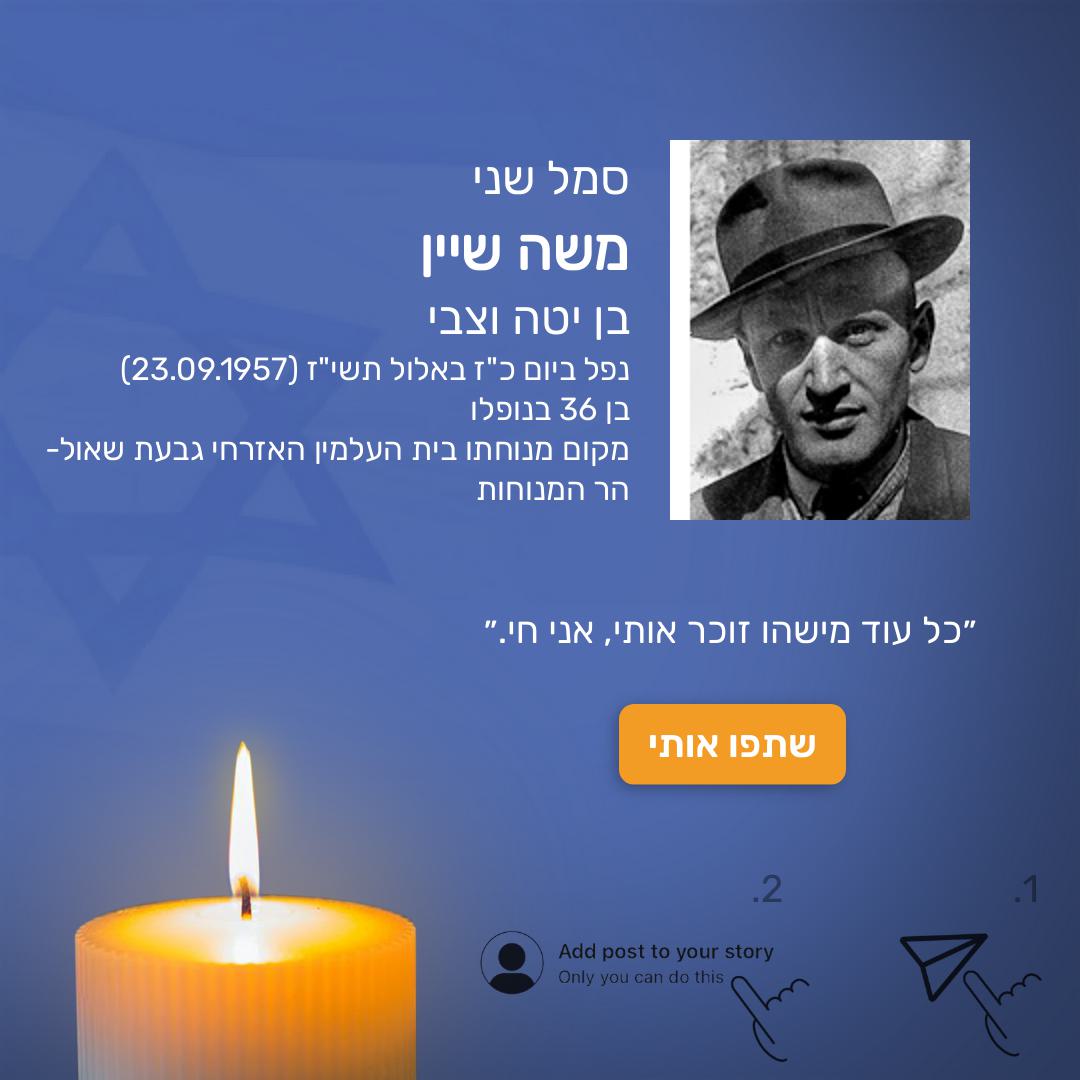 סמל שני
משה שיין
בן יטה וצבי
נפל ביום כ"ז באלול תשי"ז (23.09.1957)
בן 36 בנופלו
מקום מנוחתו בית העלמין האזרחי גבעת שאול-
הר המנוחות
״כל עוד מישהו זוכר אותי, אני חי.״
שתפו אותי
1.
2.
Add post to your story
Only you can do this